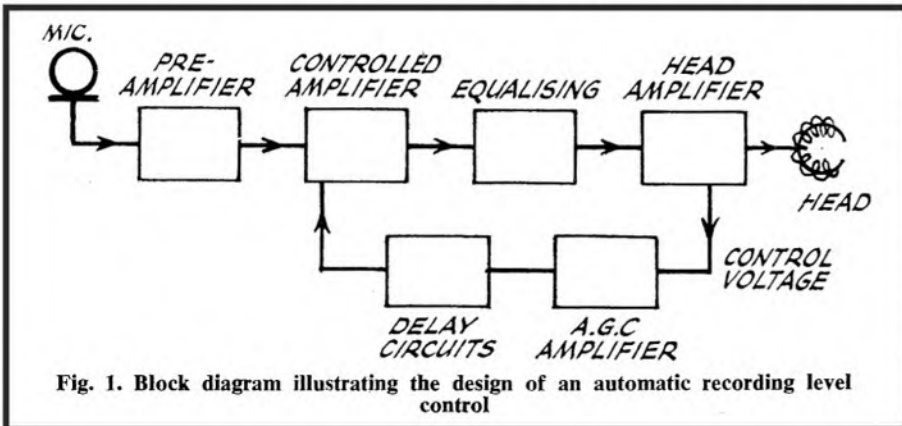 MIC.
PRE-
AMPLIFIER
CONTROLLED
AMPLIFIER
EQUALISING
HEAD
AMPLIFIER
HEAD
CONTROL
VOLTAGE
DELAY
CIRCUITS
A.G.C
AMPLIFIER
Fig. 1. Block diagram illustrating the design of an automatic recording level
control